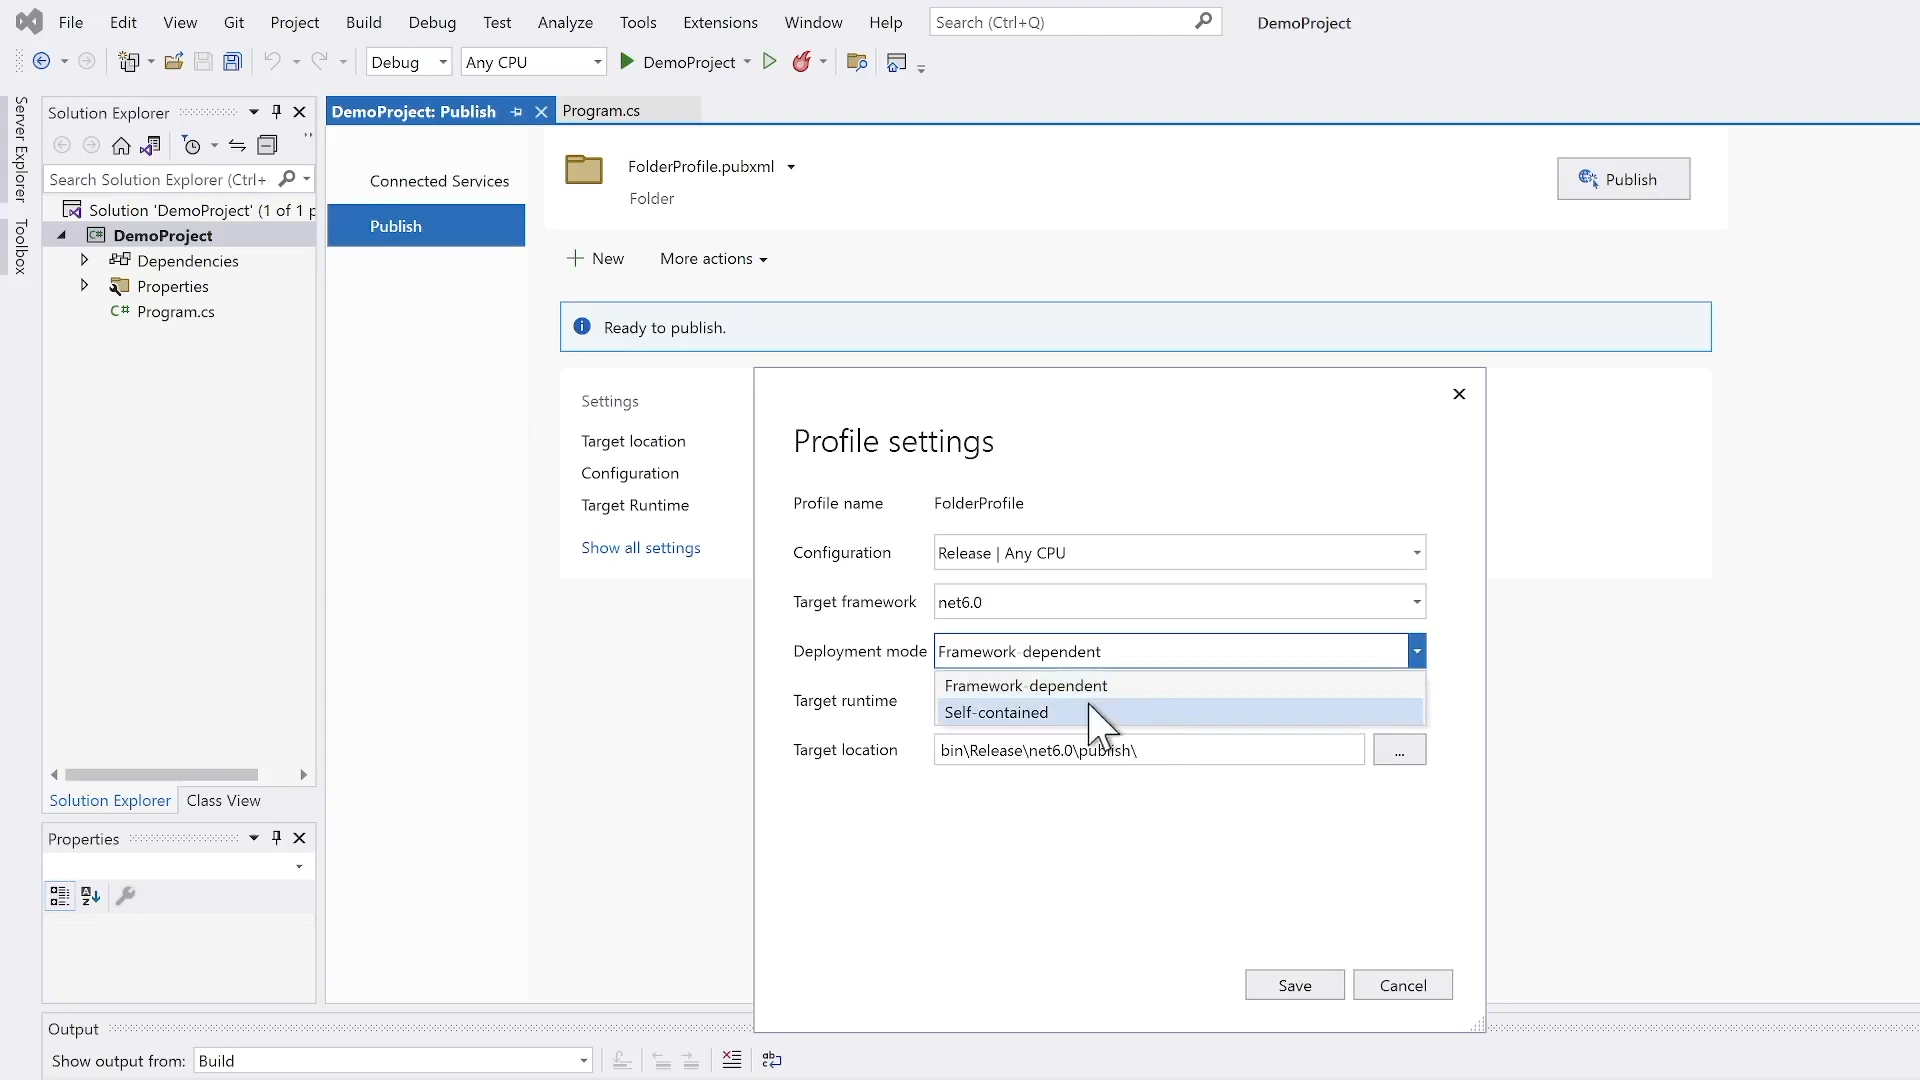 File Edit View Git Project Build Debug Test Analyze Tools Extensions Window Help Search (Ctrl+Q) DemoProject
Debug Any CPU DemoProject
Server Explorer
Toolbox
Solution Explorer
Search Solution Explorer (Ctrl+
Solution 'DemoProject' (1 of 1 p
C# DemoProject
Dependencies
Properties
C# Program.cs
Solution Explorer Class View
Properties
DemoProject: Publish Program.cs
Connected Services
Publish
FolderProfile.pubxml
Folder
Publish
New More actions
Ready to publish.
Settings
Target location
Configuration
Target Runtime
Show all settings
Profile settings
Profile name FolderProfile
Configuration Release | Any CPU
Target framework net6.0
Deployment mode Framework-dependent
Framework-dependent
Self-contained
Target runtime
Target location bin\Release\net6.0\publish\ ...
Save Cancel
Output
Show output from: Build